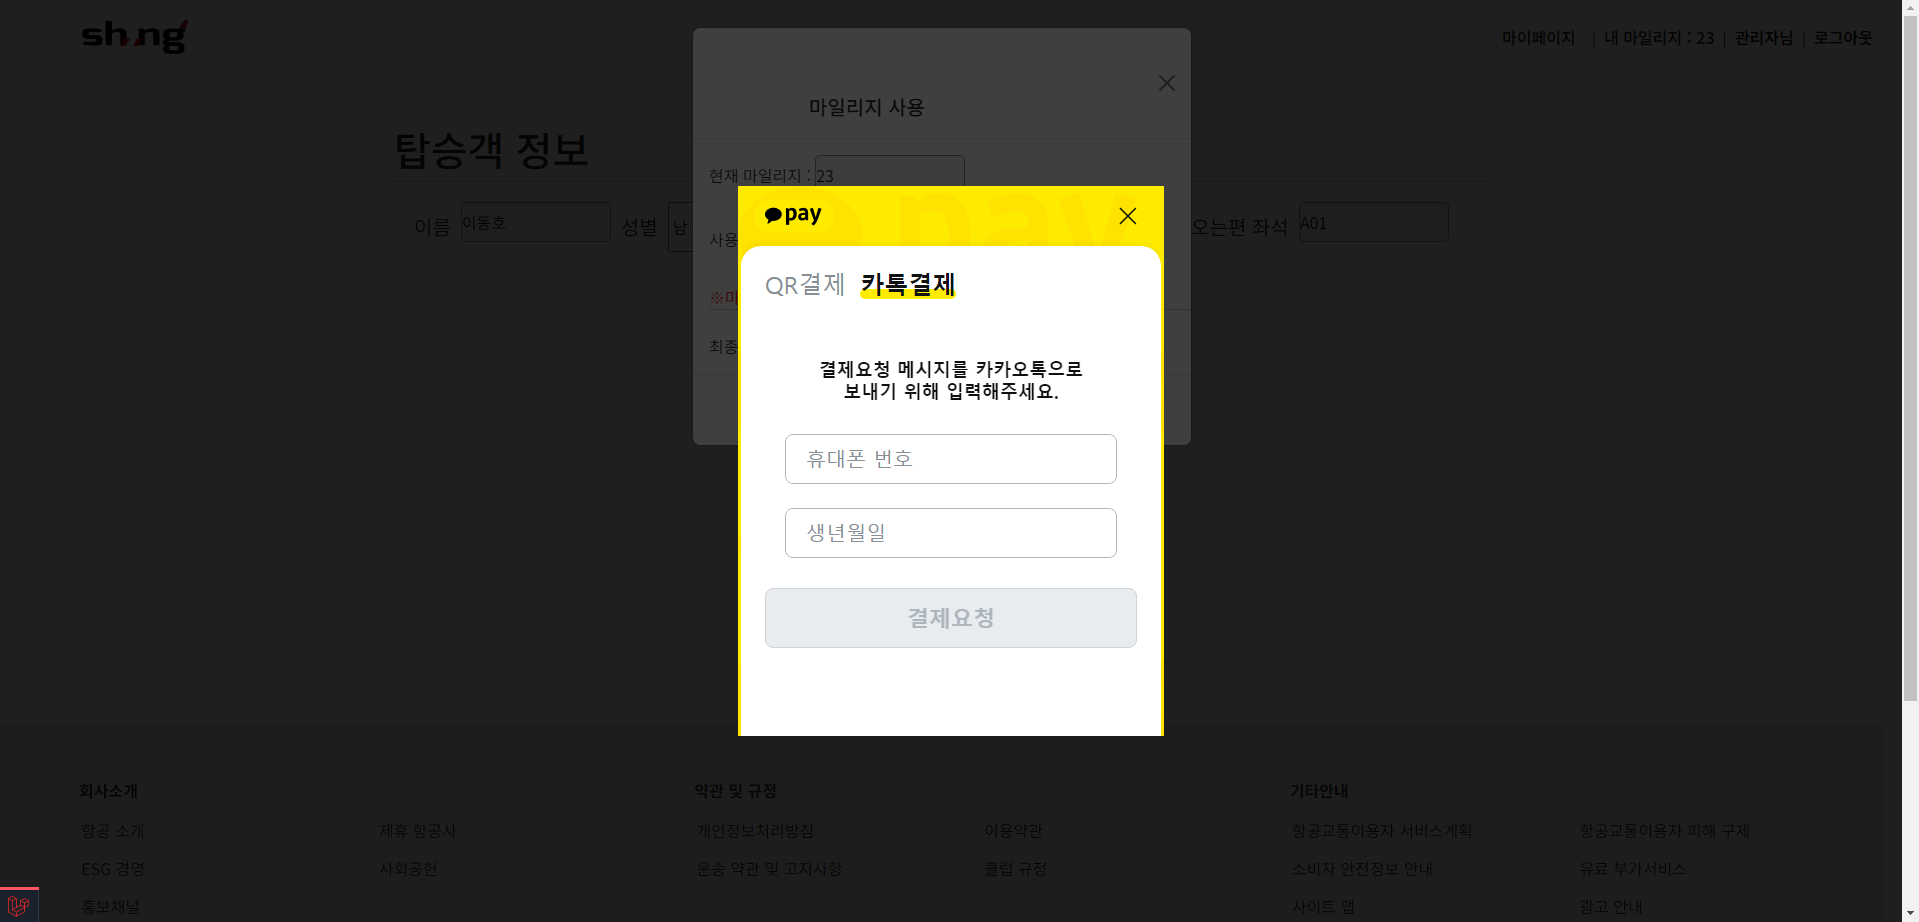 sh ng
마이페이지 | 내 마일리지 : 23 | 관리자님 | 로그아웃
마일리지 사용
탑승객 정보
현재 마일리지 : 23
이름 이동호 성별 남
오는편 좌석 A01
사용
※마
최종
pay
pay
QR결제 카톡결제
결제요청 메시지를 카카오톡으로
보내기 위해 입력해주세요.
휴대폰 번호
생년월일
결제요청
회사소개
항공 소개 제휴 항공사
ESG 경영 사회공헌
홍보채널
약관 및 규정
개인정보처리방침 이용약관
운송 약관 및 고지사항 클럽 규정
기타안내
항공교통이용자 서비스계획 항공교통이용자 피해 구제
소비자 안전정보 안내 유료 부가서비스
사이트 맵 광고 안내